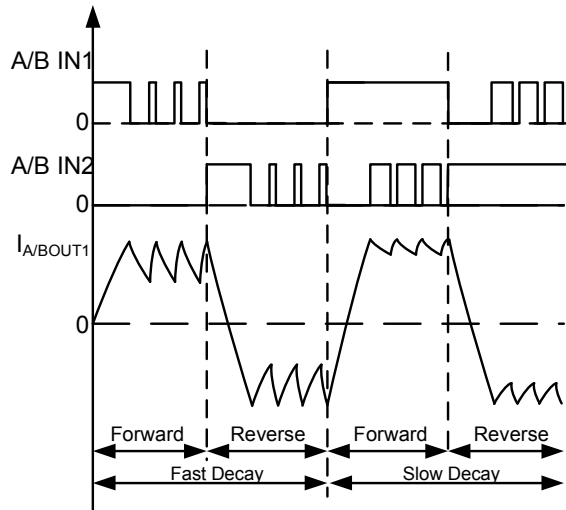 A/B IN1
0
A/B IN2
0
IA/BOUT1
0
Forward Reverse Forward Reverse
Fast Decay Slow Decay